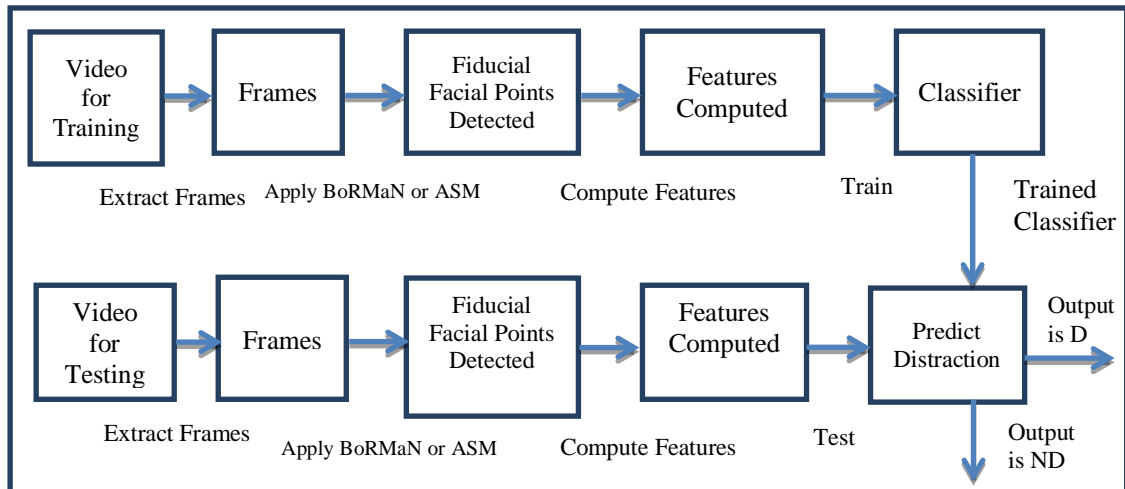 Video
for
Training
Frames
Fiducial
Facial Points
Detected
Features
Computed
Classifier
Extract Frames
Apply BoRMaN or ASM
Compute Features
Train
Trained
Classifier
Video
for
Testing
Frames
Fiducial
Facial Points
Detected
Features
Computed
Predict
Distraction
Output
is D
Extract Frames
Apply BoRMaN or ASM
Compute Features
Test
Output
is ND